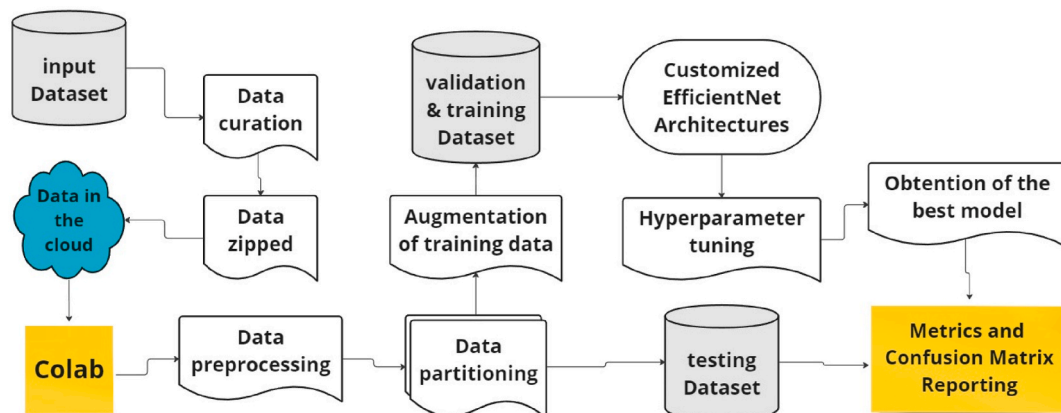 input
Dataset
Data
curation
Data
zipped
Data in
the
cloud
Colab
Data
preprocessing
Data
partitioning
Augmentation
of training data
validation
& training
Dataset
Customized
EfficientNet
Architectures
Hyperparameter
tuning
Obtention of the
best model
testing
Dataset
Metrics and
Confusion Matrix
Reporting